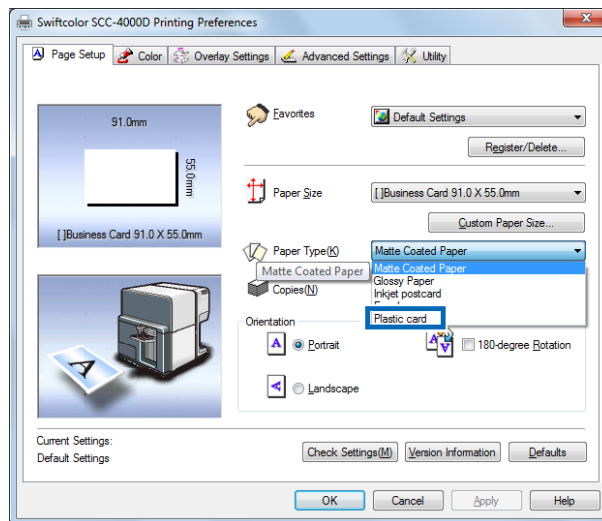 Swiftcolor SCC-4000D Printing Preferences
Page Setup Color Overlay Settings Advanced Settings Utility
91.0mm
55.0mm
[ ]Business Card 91.0 X 55.0mm
Favorites Default Settings
Register/Delete...
Paper Size [ ]Business Card 91.0 X 55.0mm
Custom Paper Size...
Paper Type(K) Matte Coated Paper
Matte Coated Paper
Matte Coated Paper
Glossy Paper
Inkjet postcard
Plastic card
Copies(N)
Orientation
A Portrait
180-degree Rotation
A Landscape
A
Current Settings:
Default Settings
Check Settings(M) Version Information Defaults
OK Cancel Apply Help